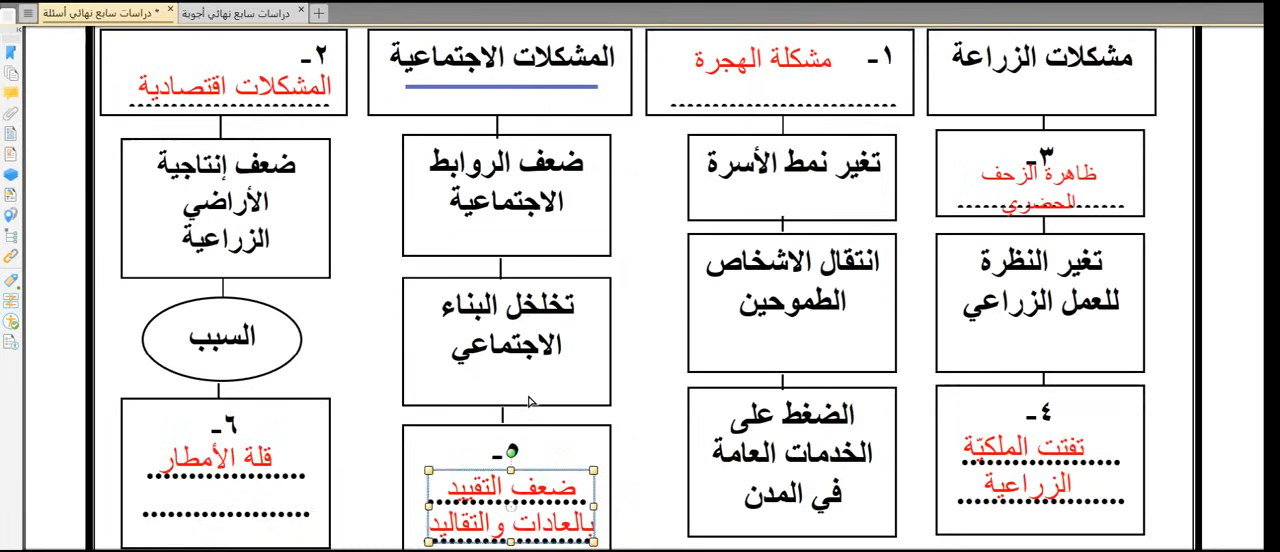 دراسات سابع نهائي أسئلة *
دراسات سابع نهائي أجوبة
مشكلات الزراعة
٣-
ظاهرة الزحف
الحضري
تغير النظرة
للعمل الزراعي
٤-
تفتت الملكيّة
الزراعية
١- مشكلة الهجرة
تغير نمط الأسرة
انتقال الاشخاص
الطموحين
الضغط على
الخدمات العامة
في المدن
المشكلات الاجتماعية
ضعف الروابط
الاجتماعية
تخلخل البناء
الاجتماعي
٥-
ضعف التقييد
بالعادات والتقاليد
٢-
المشكلات اقتصادية
ضعف إنتاجية
الأراضي
الزراعية
السبب
٦-
قلة الأمطار